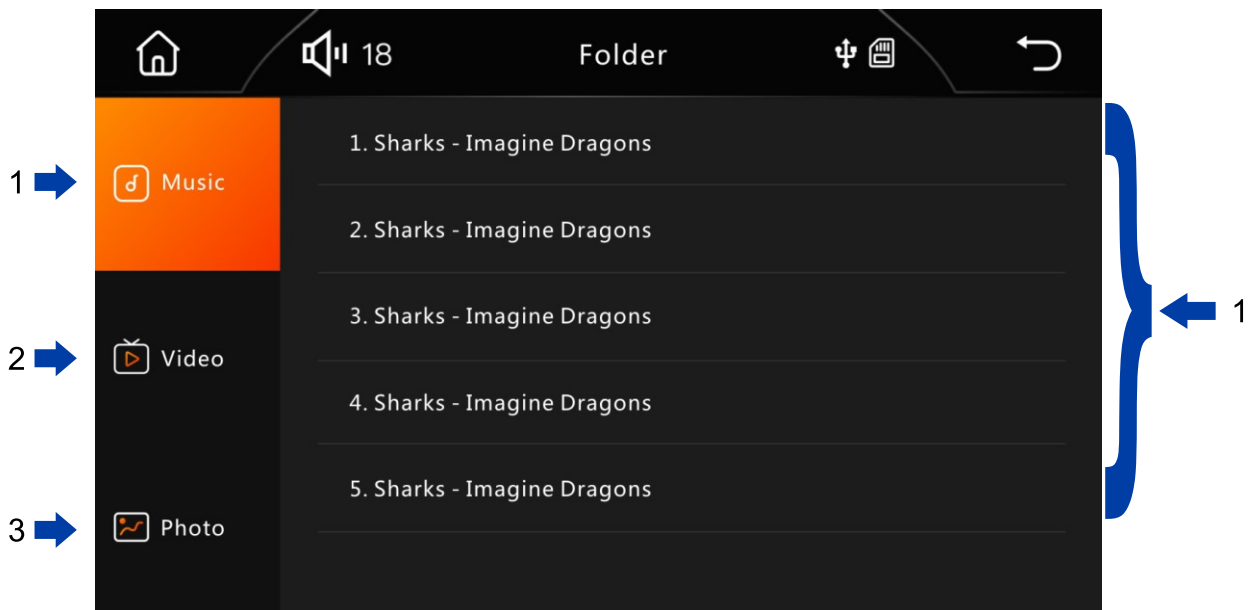 18 Folder
1. Sharks - Imagine Dragons
1 Music
2. Sharks - Imagine Dragons
3. Sharks - Imagine Dragons
1
2 Video
4. Sharks - Imagine Dragons
5. Sharks - Imagine Dragons
3 Photo